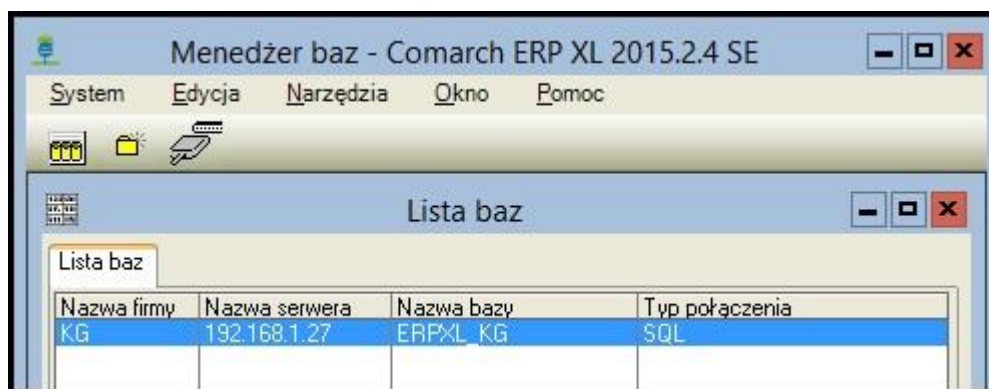 Menedżer baz - Comarch ERP XL 2015.2.4 SE
System Edycja Narzędzia Okno Pomoc
Lista baz
Lista baz
Nazwa firmy Nazwa serwera Nazwa bazy Typ połączenia
KG 192.168.1.27 ERPXL_KG SQL